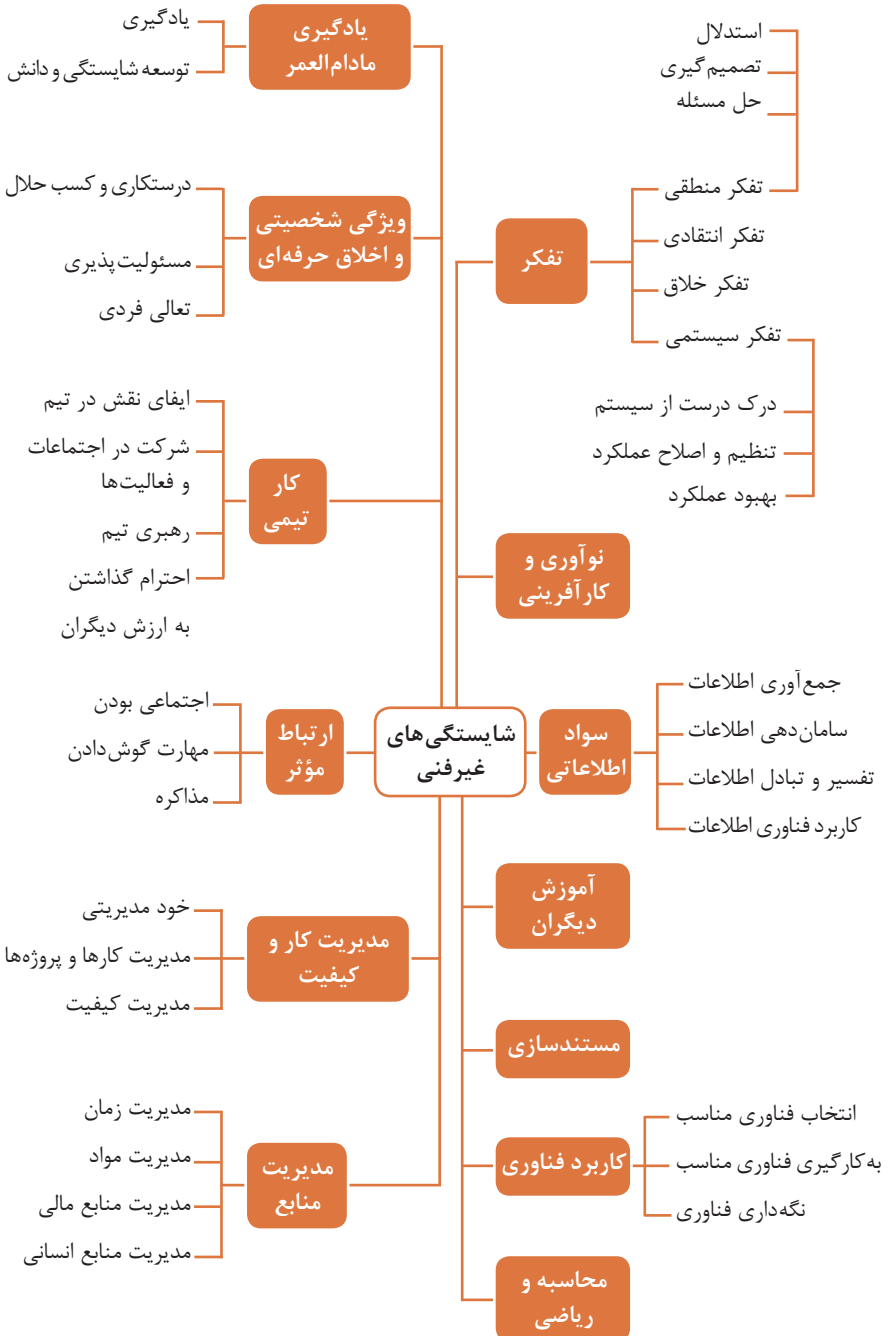 شایستگی‌های
غیرفنی
تفکر
استدلال
تصمیم‌گیری
حل مسئله
تفکر منطقی
تفکر انتقادی
تفکر خلاق
تفکر سیستمی
درک درست از سیستم
تنظیم و اصلاح عملکرد
بهبود عملکرد
نوآوری و
کارآفرینی
سواد
اطلاعاتی
جمع‌آوری اطلاعات
سامان‌دهی اطلاعات
تفسیر و تبادل اطلاعات
کاربرد فناوری اطلاعات
آموزش
دیگران
مستندسازی
کاربرد فناوری
انتخاب فناوری مناسب
به‌کارگیری فناوری مناسب
نگه‌داری فناوری
محاسبه و
ریاضی
یادگیری
مادام‌العمر
یادگیری
توسعه شایستگی و دانش
ویژگی شخصیتی
و اخلاق حرفه‌ای
درستکاری و کسب حلال
مسئولیت‌پذیری
تعالی فردی
کار
تیمی
ایفای نقش در تیم
شرکت در اجتماعات
و فعالیت‌ها
رهبری تیم
احترام گذاشتن
به ارزش دیگران
ارتباط
مؤثر
اجتماعی بودن
مهارت گوش‌دادن
مذاکره
مدیریت کار و
کیفیت
خود مدیریتی
مدیریت کارها و پروژه‌ها
مدیریت کیفیت
مدیریت
منابع
مدیریت زمان
مدیریت مواد
مدیریت منابع مالی
مدیریت منابع انسانی